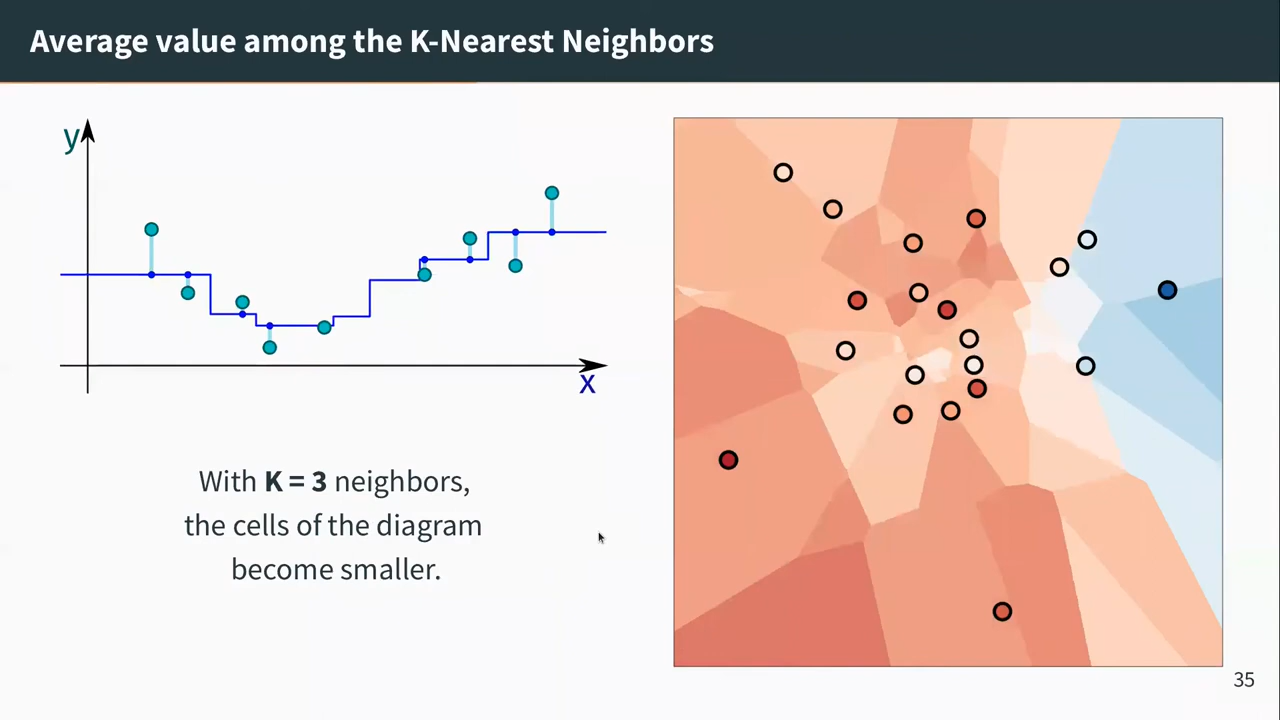 Average value among the K-Nearest Neighbors
y
x
With K = 3 neighbors,
the cells of the diagram
become smaller.
35